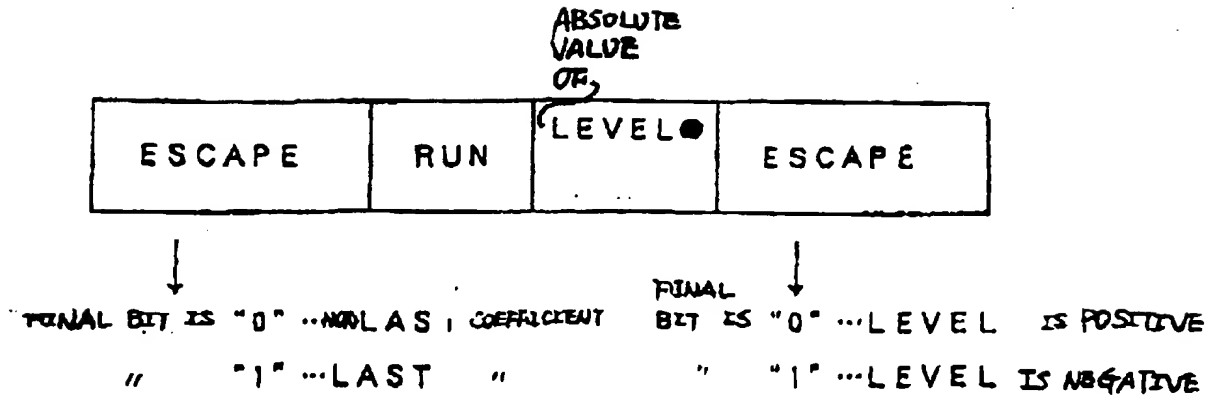 ABSOLUTE
VALUE
OF
ESCAPE RUN LEVEL ESCAPE
FINAL
FINAL BIT IS "0" ... LAST COEFFICIENT BIT IS "0" ... LEVEL IS POSITIVE
〃 "1" ... LAST 〃 〃 "1" ... LEVEL IS NEGATIVE